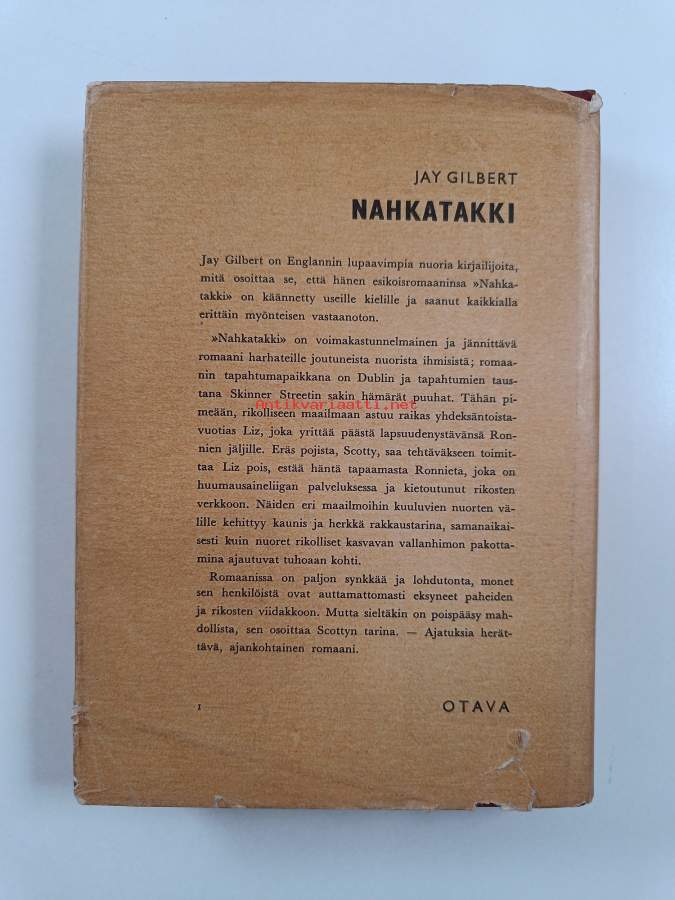 JAY GILBERT
NAHKATAKKI
Jay Gilbert on Englannin lupaavimpia nuoria kirjailijoita,
mitä osoittaa se, että hänen esikoisromaaninsa »Nahka-
takki» on käännetty useille kielille ja saanut kaikkialla
erittäin myönteisen vastaanoton.
»Nahkatakki» on voimakastunnelmainen ja jännittävä
romaani harhateille joutuneista nuorista ihmisistä; romaa-
nin tapahtumapaikkana on Dublin ja tapahtumien taus-
tana Skinner Streetin sakin hämärät puuhat. Tähän pi-
Antikvariaatti.net
meään, rikolliseen maailmaan astuu raikas yhdeksäntoista-
vuotias Liz, joka yrittää päästä lapsuudenystävänsä Ron-
nien jäljille. Eräs pojista, Scotty, saa tehtäväkseen toimit-
taa Liz pois, estää häntä tapaamasta Ronnieta, joka on
huumausaineliigan palveluksessa ja kietoutunut rikosten
verkkoon. Näiden eri maailmoihin kuuluvien nuorten vä-
lille kehittyy kaunis ja herkkä rakkaustarina, samanaikai-
sesti kuin nuoret rikolliset kasvavan vallanhimon pakotta-
mina ajautuvat tuhoaan kohti.
Romaanissa on paljon synkkää ja lohdutonta, monet
sen henkilöistä ovat auttamattomasti eksyneet paheiden
ja rikosten viidakkoon. Mutta sieltäkin on poispääsy mah-
dollista, sen osoittaa Scottyn tarina. — Ajatuksia herät-
tävä, ajankohtainen romaani.
1 OTAVA